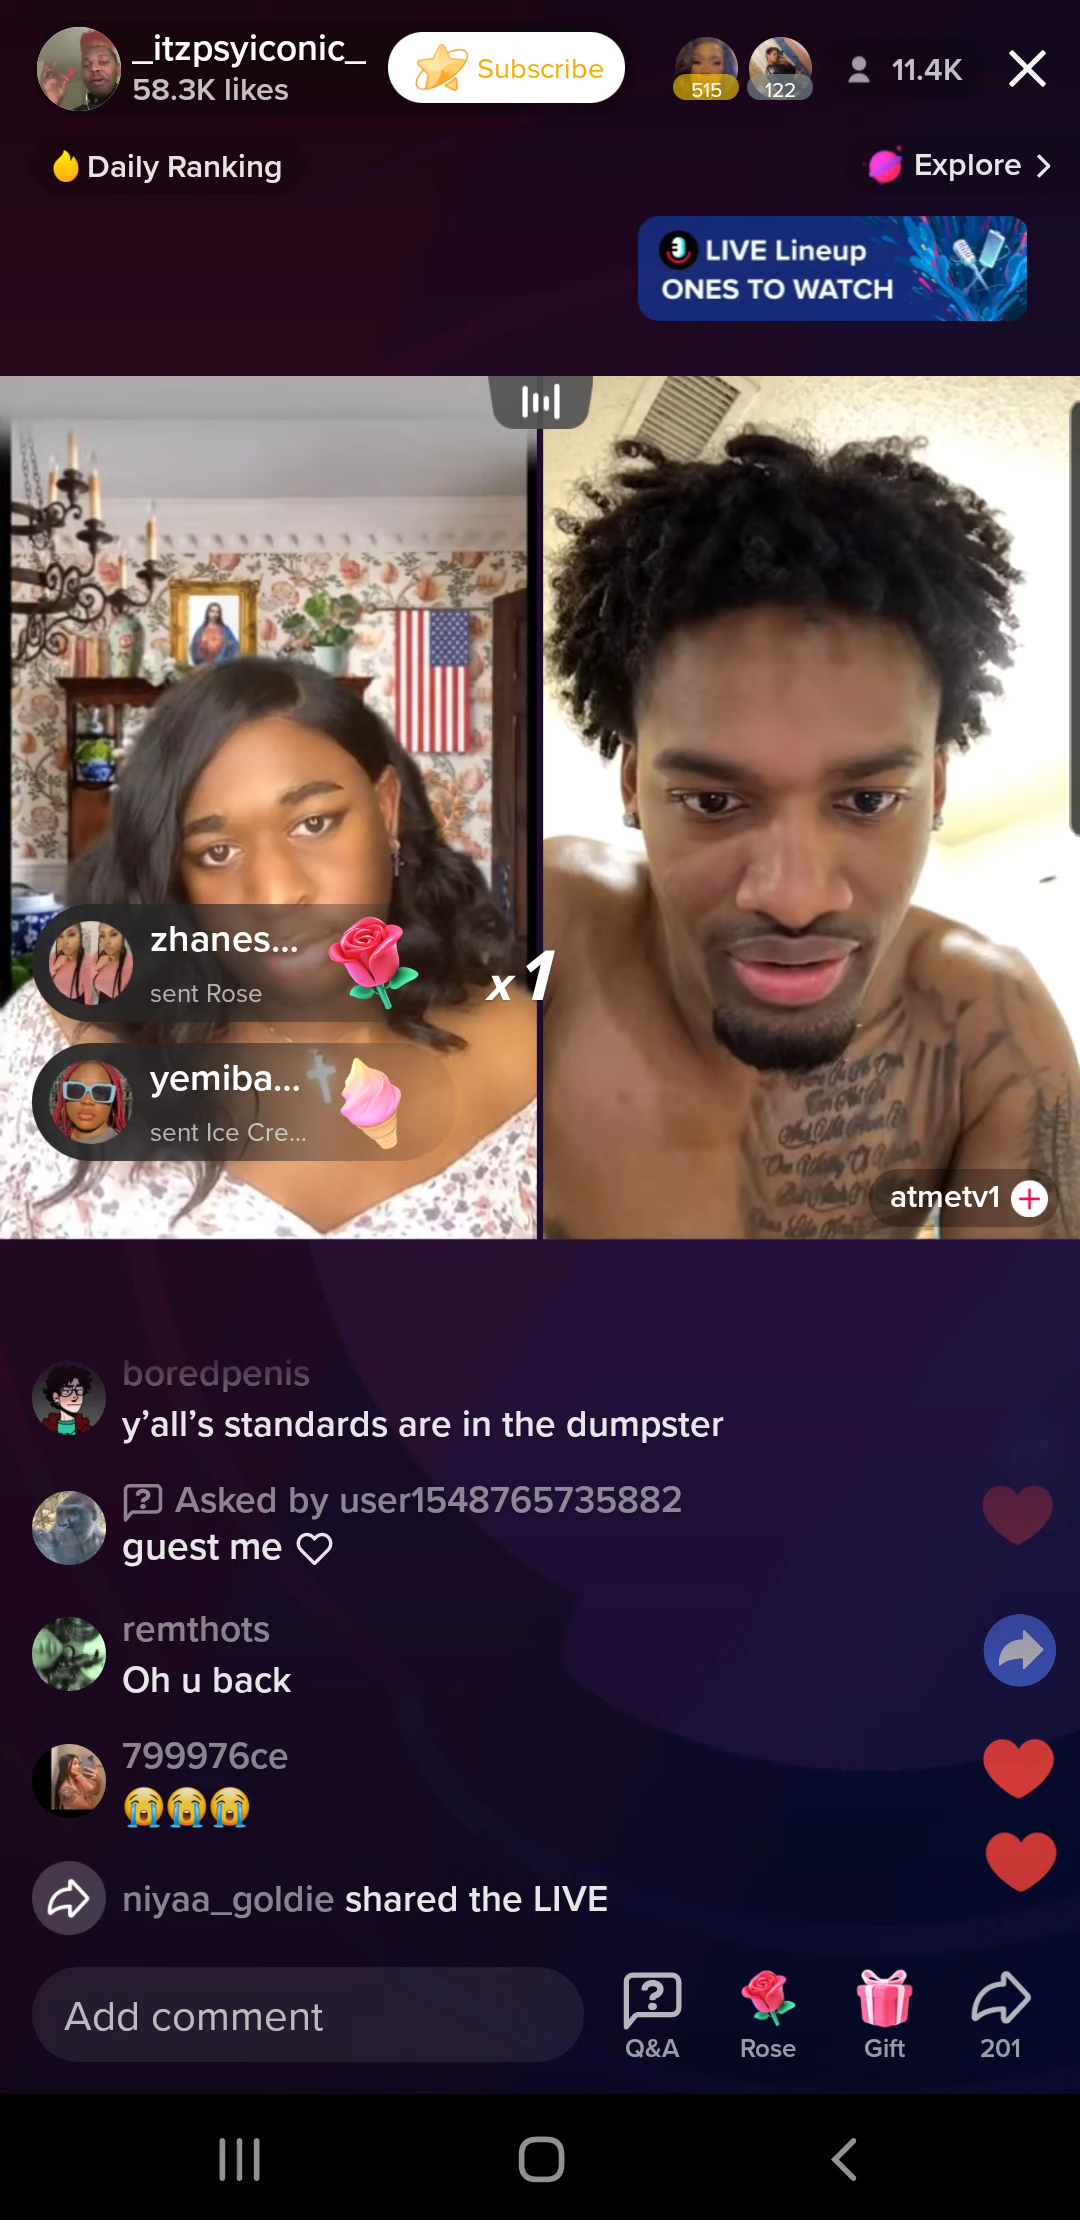 _itzpsyiconic_
58.3K likes
Subscribe
515
122
11.4K
Daily Ranking
Explore
LIVE Lineup
ONES TO WATCH
zhanes...
sent Rose
x1
yemiba...
sent Ice Cre...
atmetv1
boredpenis
y’all’s standards are in the dumpster
Asked by user1548765735882
guest me
remthots
Oh u back
799976ce
😭😭😭
niyaa_goldie shared the LIVE
Add comment
Q&A
Rose
Gift
201